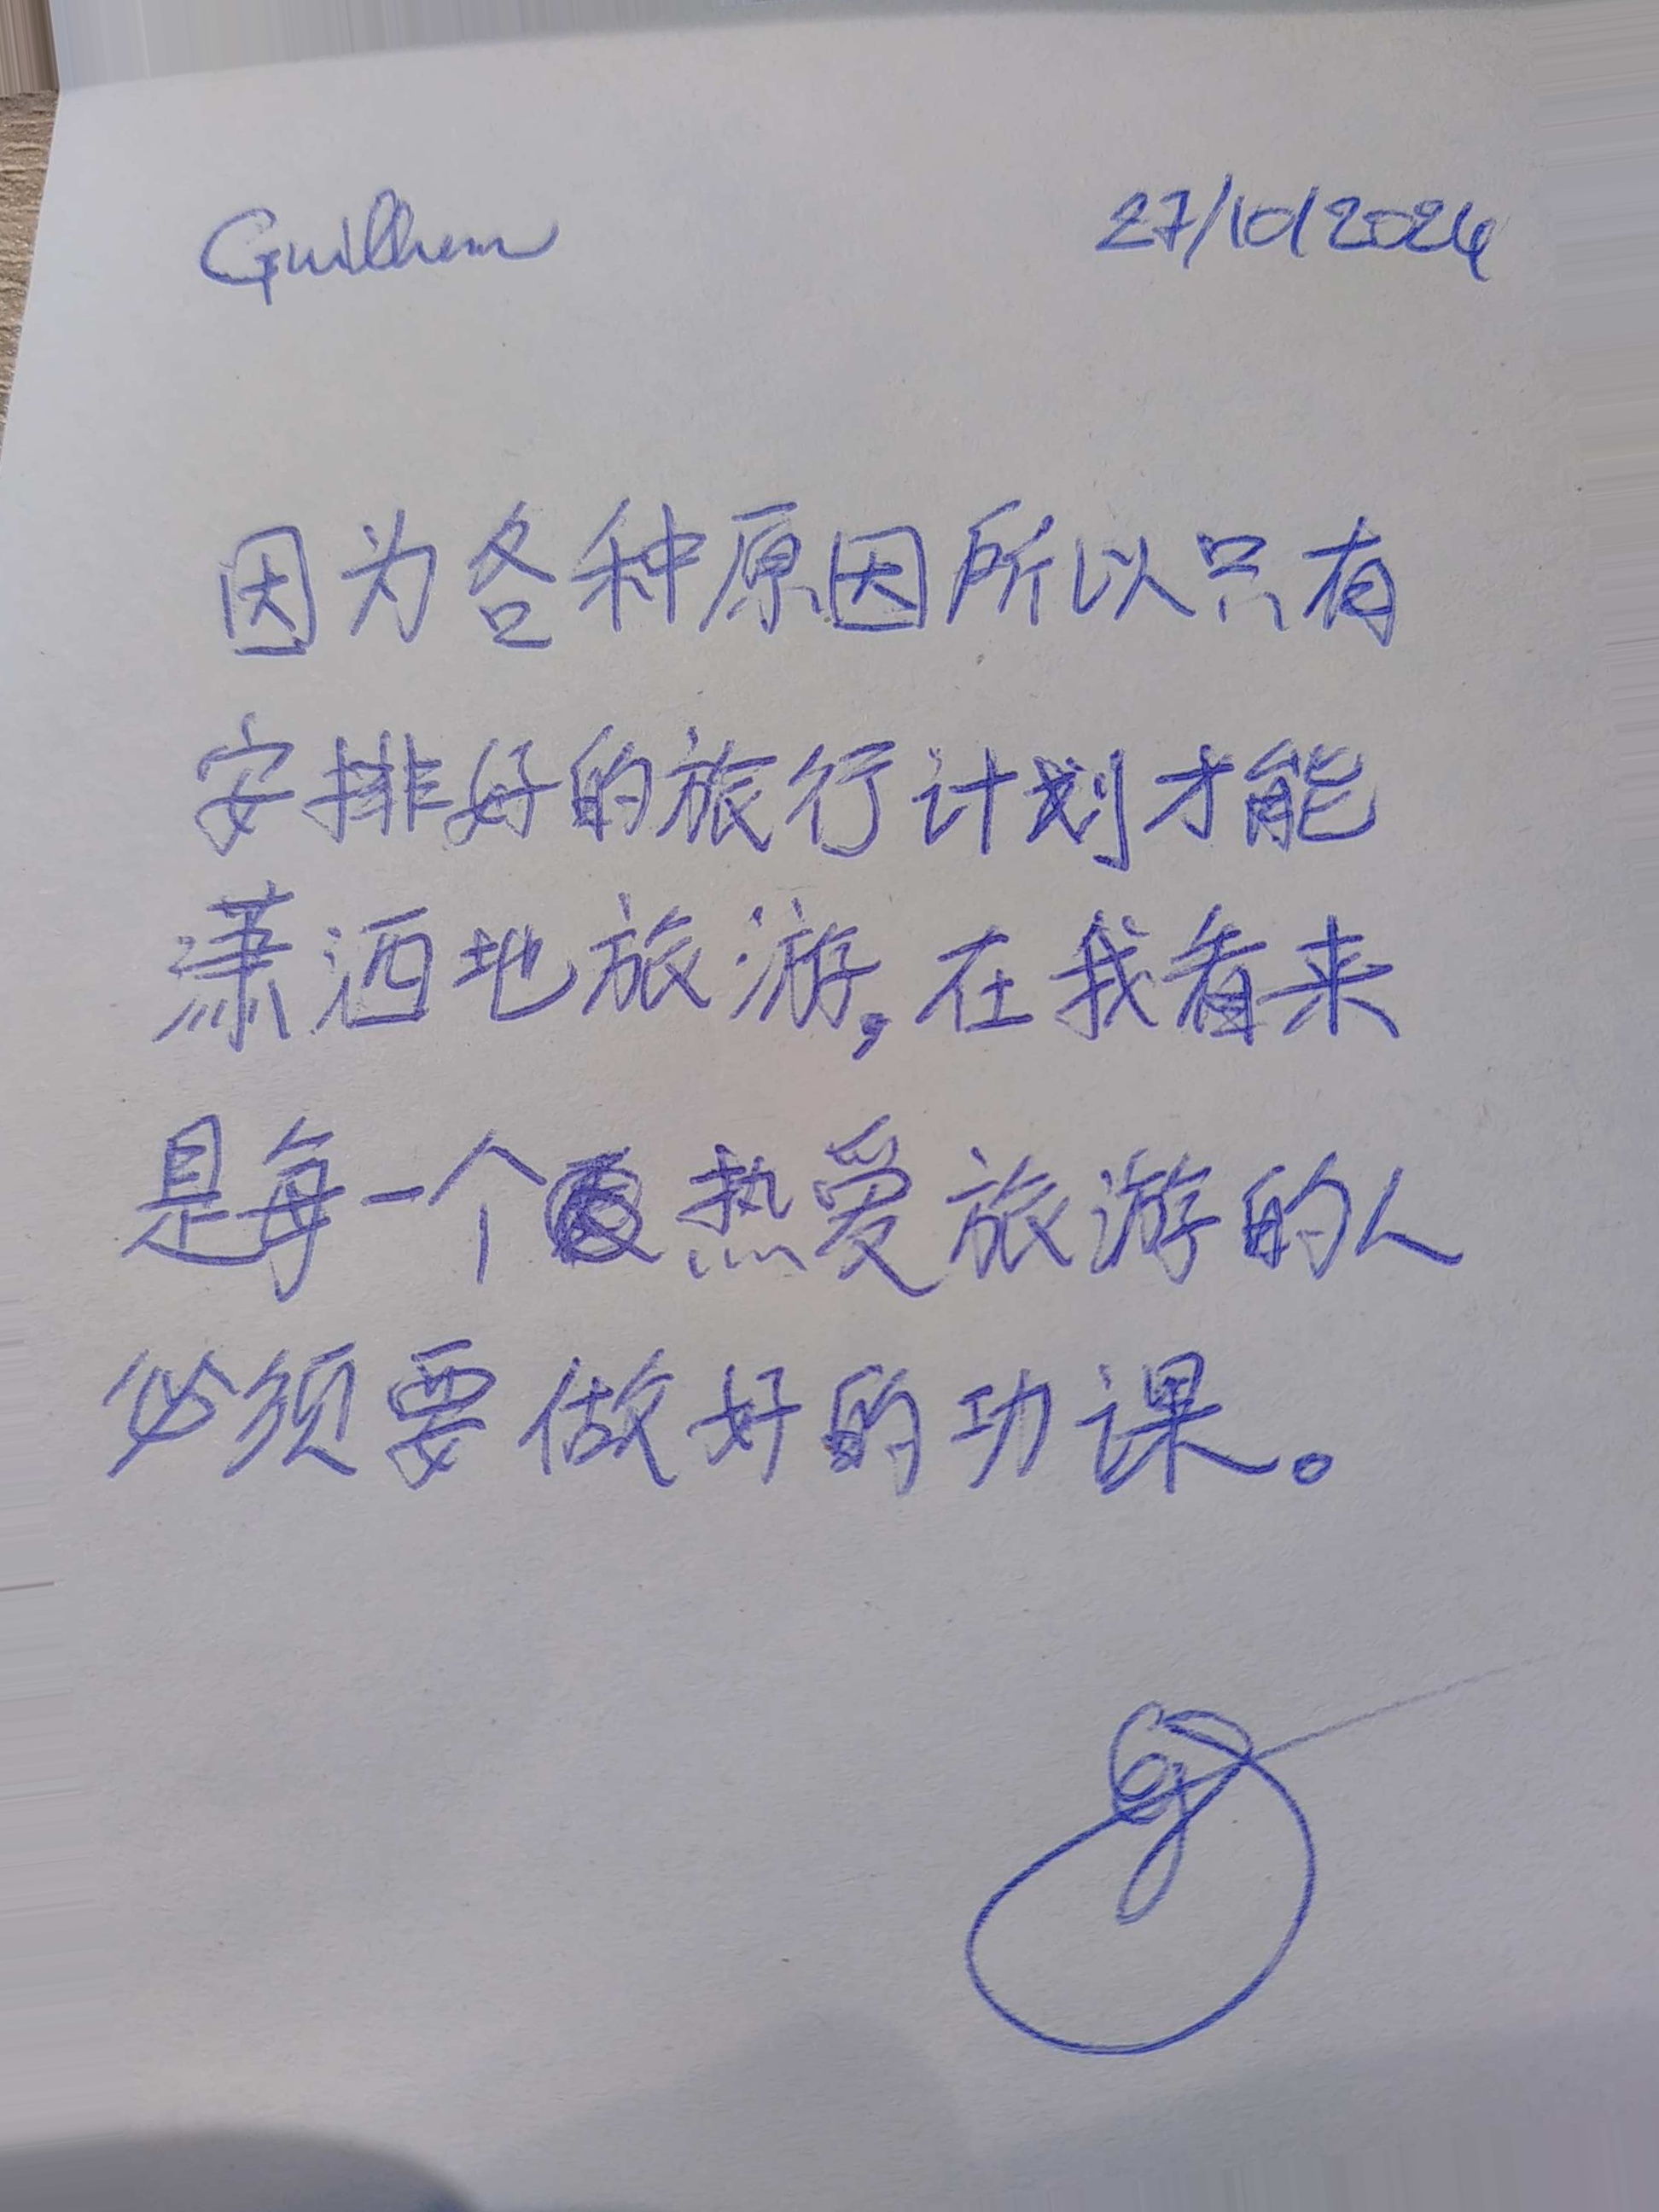 Guilhem 27/10/2024
因为各种原因所以只有
安排好的旅行计划才能
潇洒地旅游,在我看来
是每一个热爱旅游的人
必须要做好的功课。